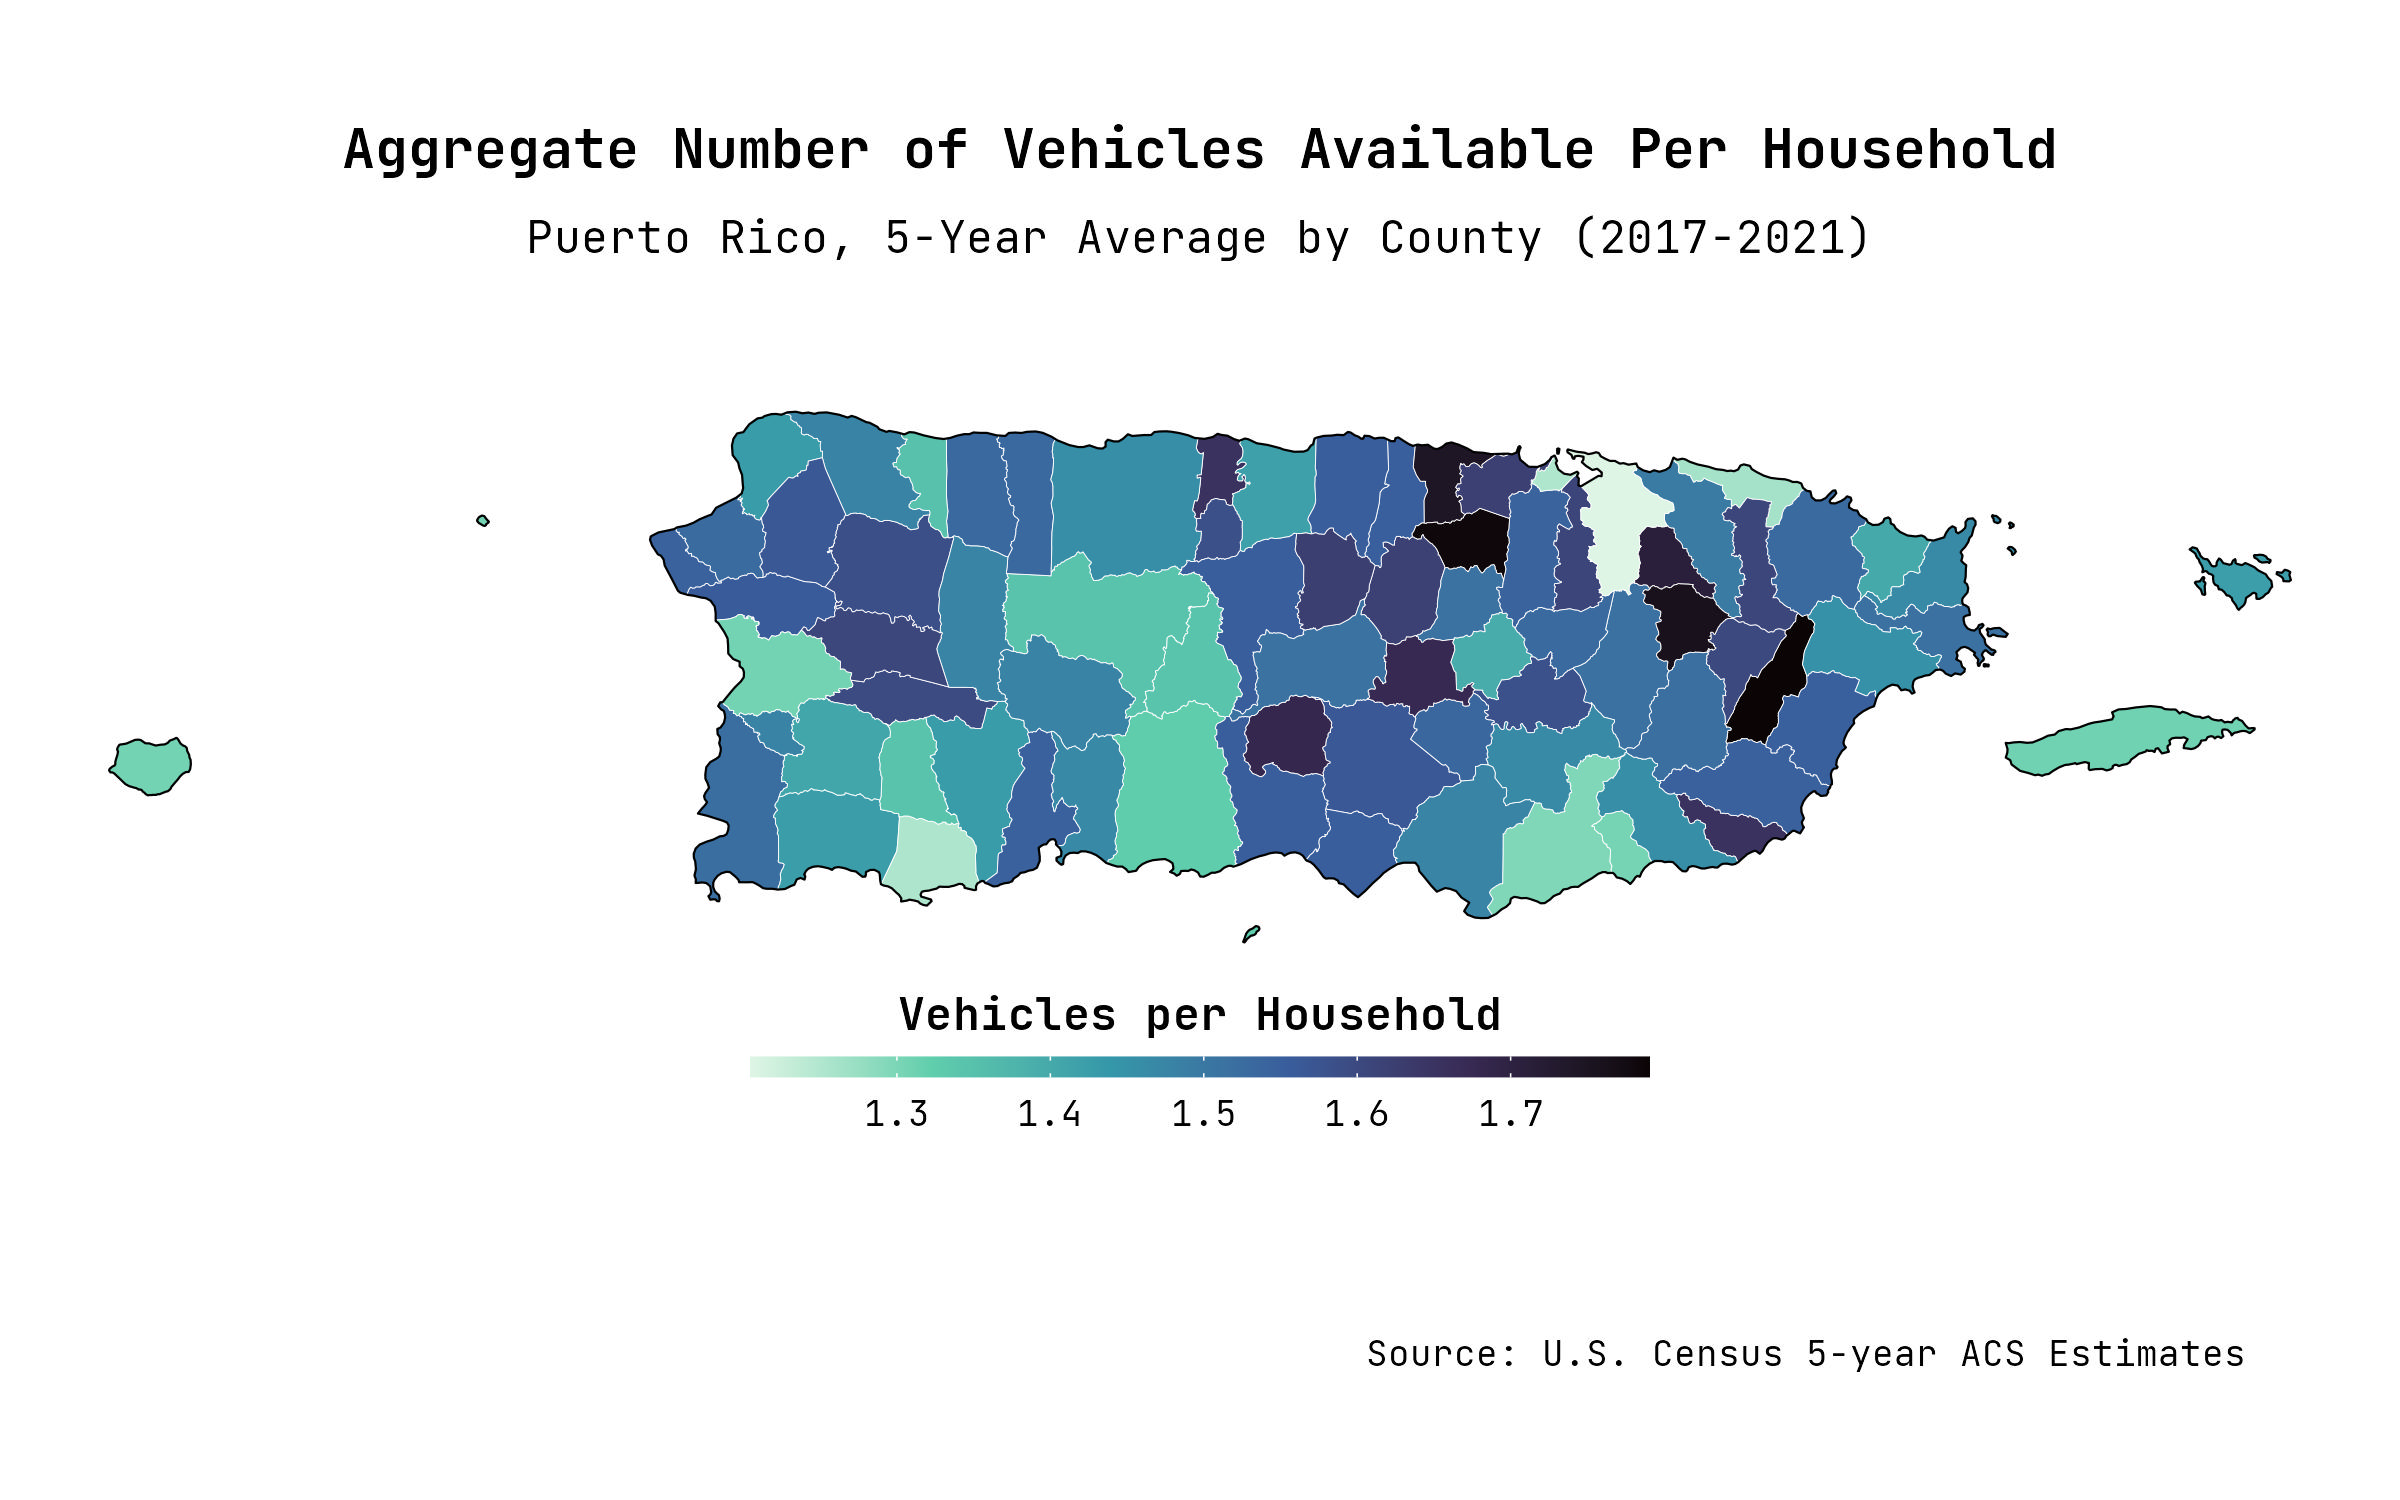 Aggregate Number of Vehicles Available Per Household
Puerto Rico, 5-Year Average by County (2017-2021)
Vehicles per Household
1.3 1.4 1.5 1.6 1.7
Source: U.S. Census 5-year ACS Estimates